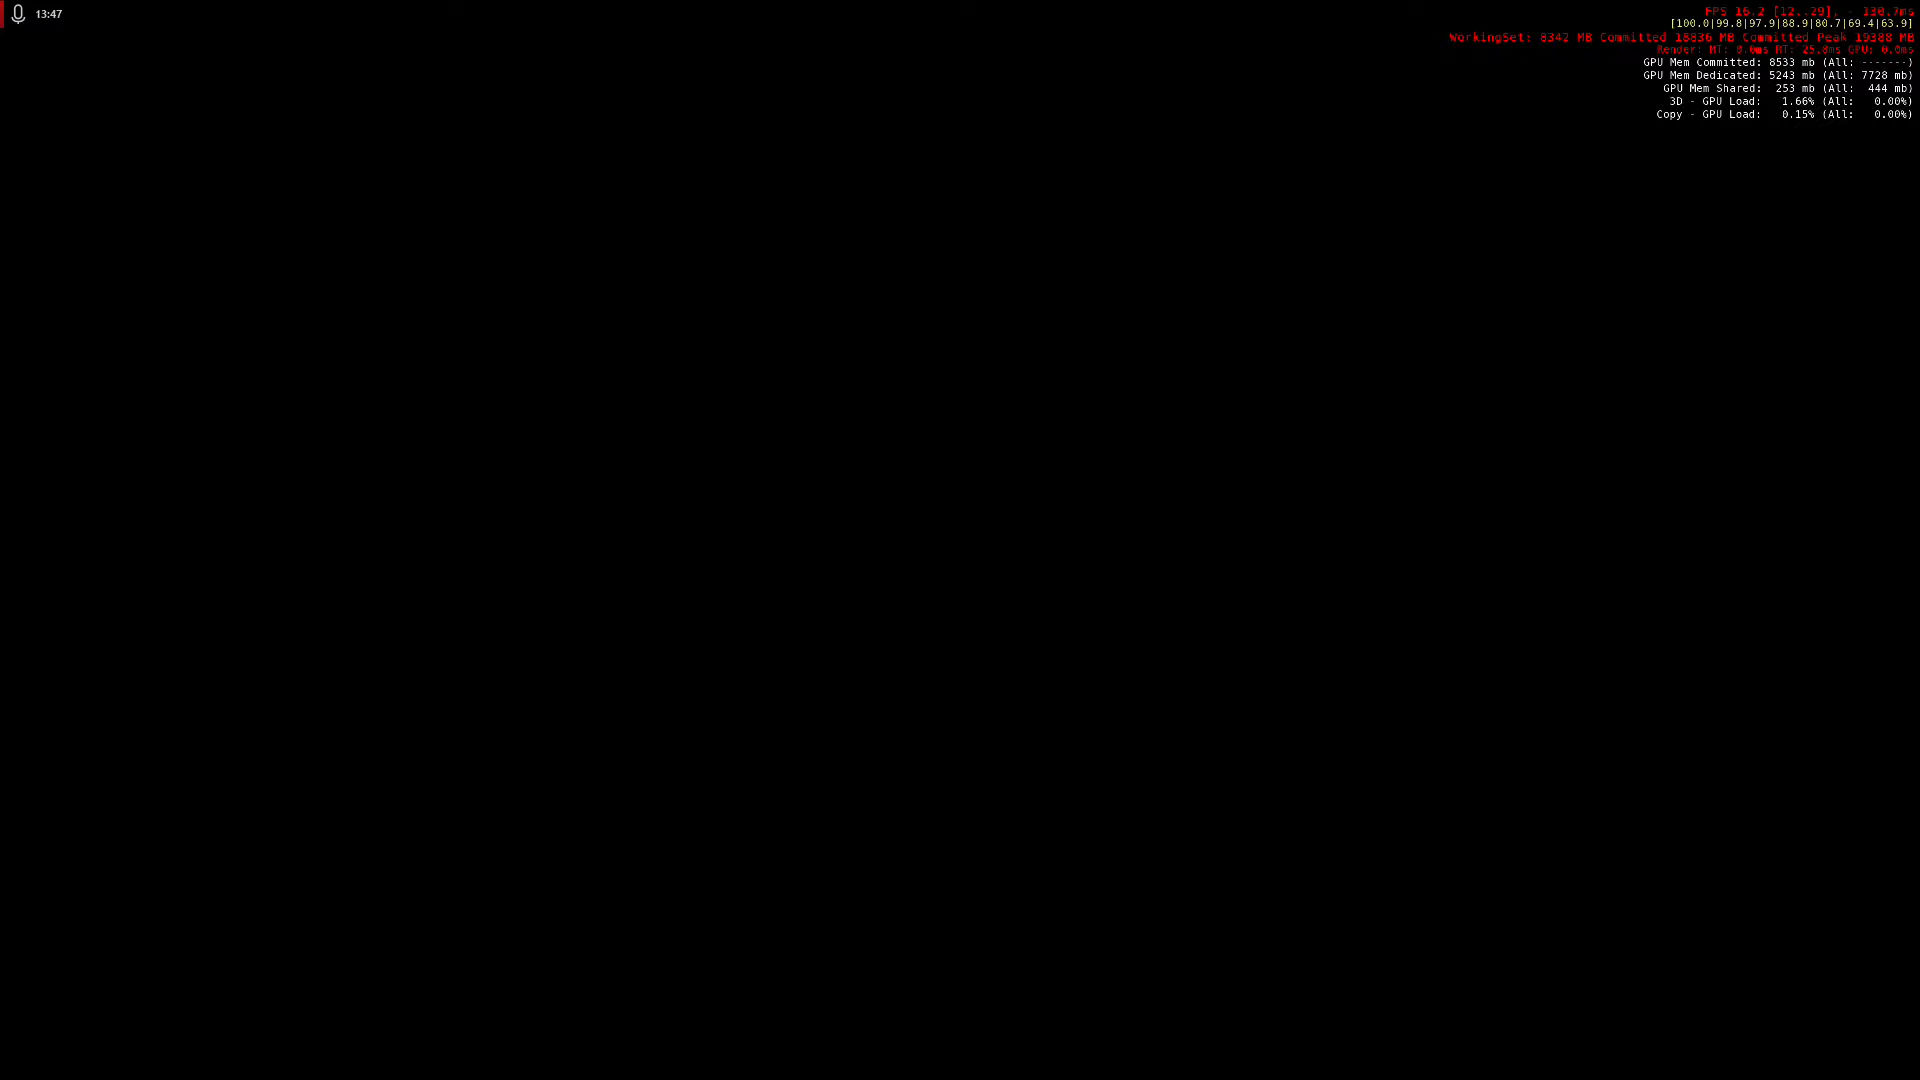 13:47
FPS 16.2 [12..29], - 130.7ms
[100.0|99.8|97.9|88.9|80.7|69.4|63.9]
WorkingSet: 8342 MB Committed 18836 MB Committed Peak 19388 MB
Render: MT: 0.0ms RT: 25.8ms GPU: 0.0ms
GPU Mem Committed: 8533 mb (All: -------)
GPU Mem Dedicated: 5243 mb (All: 7728 mb)
GPU Mem Shared: 253 mb (All: 444 mb)
3D - GPU Load: 1.66% (All: 0.00%)
Copy - GPU Load: 0.15% (All: 0.00%)